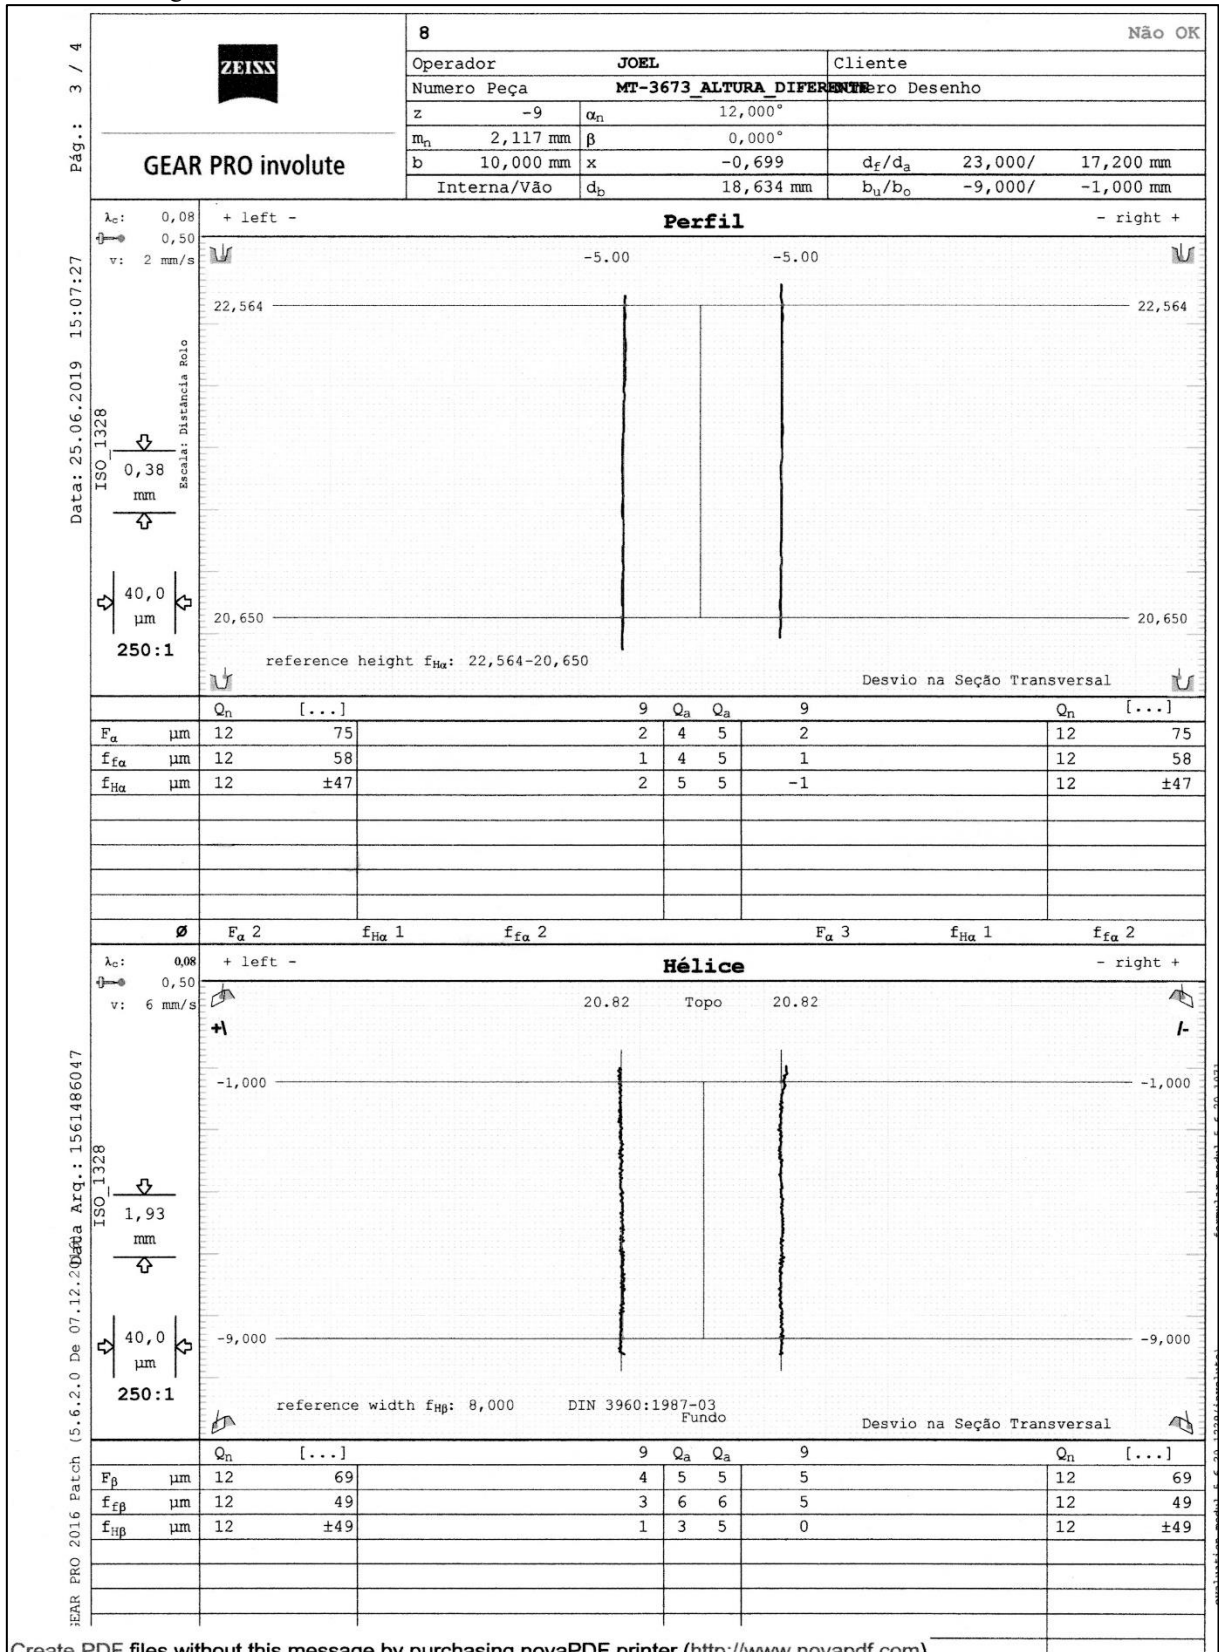 8 Não OK
ZEISS
GEAR PRO involute
Operador JOEL Cliente
Numero Peça MT-3673_ALTURA_DIFERENTE Numero Desenho
z -9 αn 12,000°
mn 2,117 mm β 0,000°
b 10,000 mm x -0,699 df/da 23,000/ 17,200 mm
Interna/Vão db 18,634 mm bu/bo -9,000/ -1,000 mm
Pág.: 3 / 4
Data: 25.06.2019 15:07:27
λc: 0,08 + left - Perfil - right +
0,50
v: 2 mm/s -5.00 -5.00
22,564 22,564
Escala: Distância Rolo
ISO_1328
0,38
mm
40,0
μm
250:1
20,650 20,650
reference height fHα: 22,564-20,650
Desvio na Seção Transversal
Qn [...] 9 Qa Qa 9 Qn [...]
Fα μm 12 75 2 4 5 2 12 75
ffα μm 12 58 1 4 5 1 12 58
fHα μm 12 ±47 2 5 5 -1 12 ±47
Ø Fα 2 fHα 1 ffα 2 Fα 3 fHα 1 ffα 2
λc: 0,08 + left - Hélice - right +
0,50
v: 6 mm/s 20.82 Topo 20.82
+\ /-
-1,000 -1,000
ISO_1328
1,93
mm
40,0
μm
250:1
-9,000 -9,000
reference width fHβ: 8,000 DIN 3960:1987-03
Fundo
Desvio na Seção Transversal
Qn [...] 9 Qa Qa 9 Qn [...]
Fβ μm 12 69 4 5 5 5 12 69
ffβ μm 12 49 3 6 6 5 12 49
fHβ μm 12 ±49 1 3 5 0 12 ±49
GEAR PRO 2016 Patch (5.6.2.0 De 07.12.2016) Data Arq.: 1561486047
Create PDF files without this message by purchasing novaPDF printer (http://www.novapdf.com)